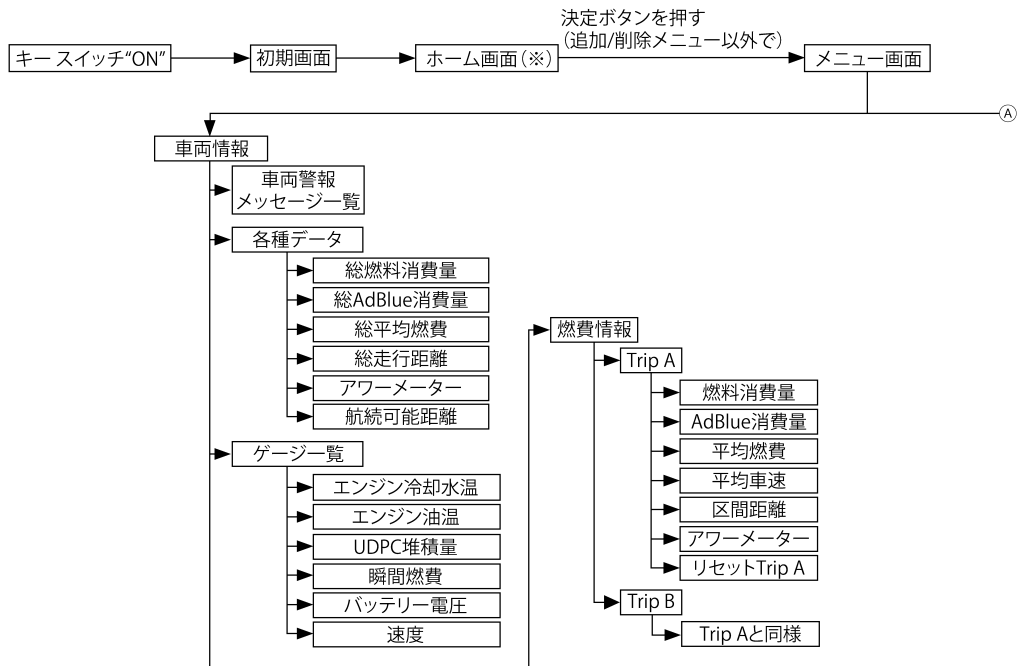 決定ボタンを押す
（追加/削除メニュー以外で）
キー スイッチ“ON”
初期画面
ホーム画面（※）
メニュー画面
A
車両情報
車両警報
メッセージ一覧
各種データ
総燃料消費量
総AdBlue消費量
総平均燃費
総走行距離
アワーメーター
航続可能距離
ゲージ一覧
エンジン冷却水温
エンジン油温
UDPC堆積量
瞬間燃費
バッテリー電圧
速度
燃費情報
Trip A
燃料消費量
AdBlue消費量
平均燃費
平均車速
区間距離
アワーメーター
リセットTrip A
Trip B
Trip Aと同様